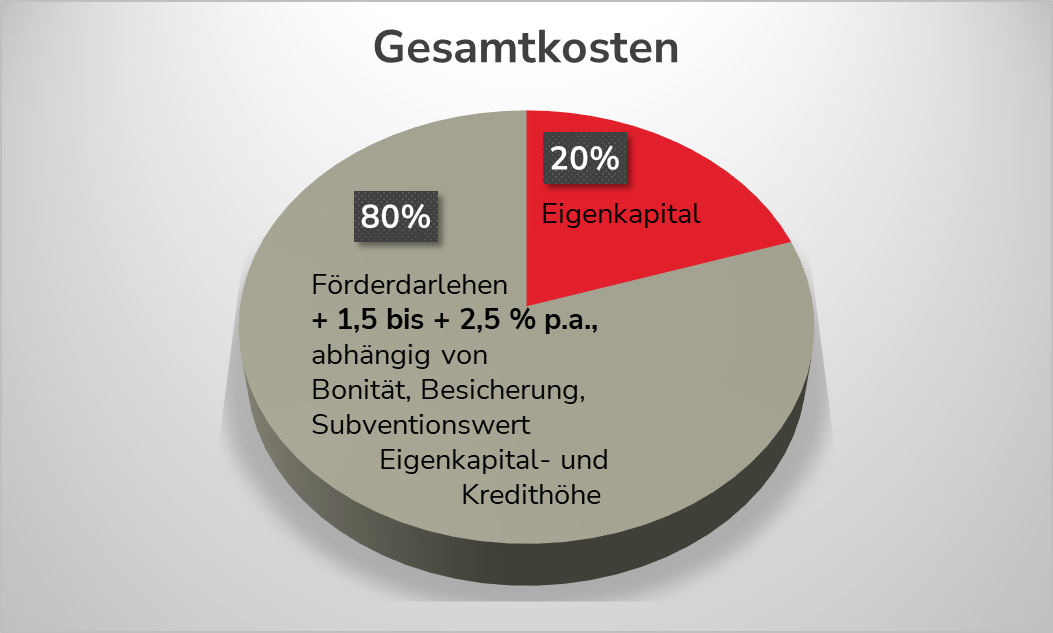 Gesamtkosten
20%
Eigenkapital
80%
Förderdarlehen
+ 1,5 bis + 2,5 % p.a.,
abhängig von
Bonität, Besicherung,
Subventionswert
Eigenkapital- und
Kredithöhe